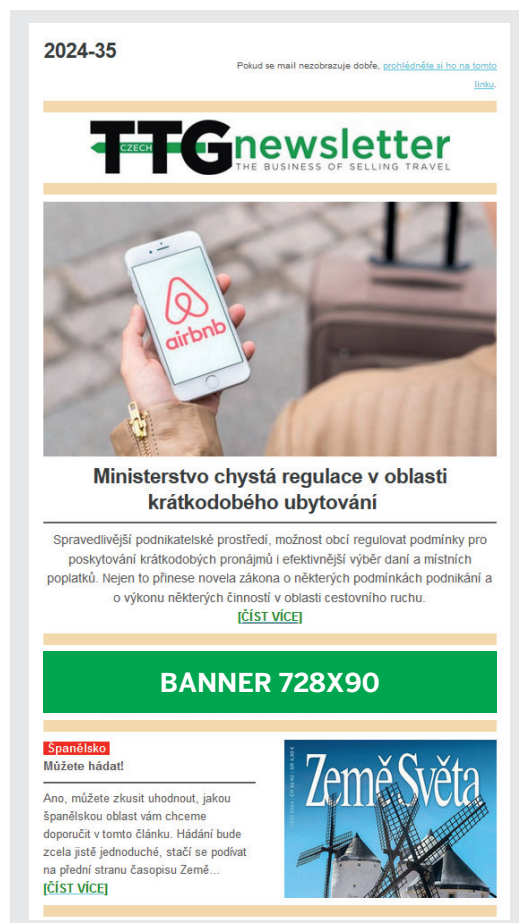 2024-35
Pokud se mail nezobrazuje dobře, prohlédněte si ho na tomto
linku.
CZECH
TTGnewsletter
THE BUSINESS OF SELLING TRAVEL
airbnb
Ministerstvo chystá regulace v oblasti
krátkodobého ubytování
Spravedlivější podnikatelské prostředí, možnost obcí regulovat podmínky pro
poskytování krátkodobých pronájmů i efektivnější výběr daní a místních
poplatků. Nejen to přinese novela zákona o některých podmínkách podnikání a
o výkonu některých činností v oblasti cestovního ruchu.
[ČÍST VÍCE]
BANNER 728X90
Španělsko
Můžete hádat!
Ano, můžete zkusit uhodnout, jakou
španělskou oblast vám chceme
doporučit v tomto článku. Hádání bude
zcela jistě jednoduché, stačí se podívat
na přední stranu časopisu Země...
[ČÍST VÍCE]
Země Světa